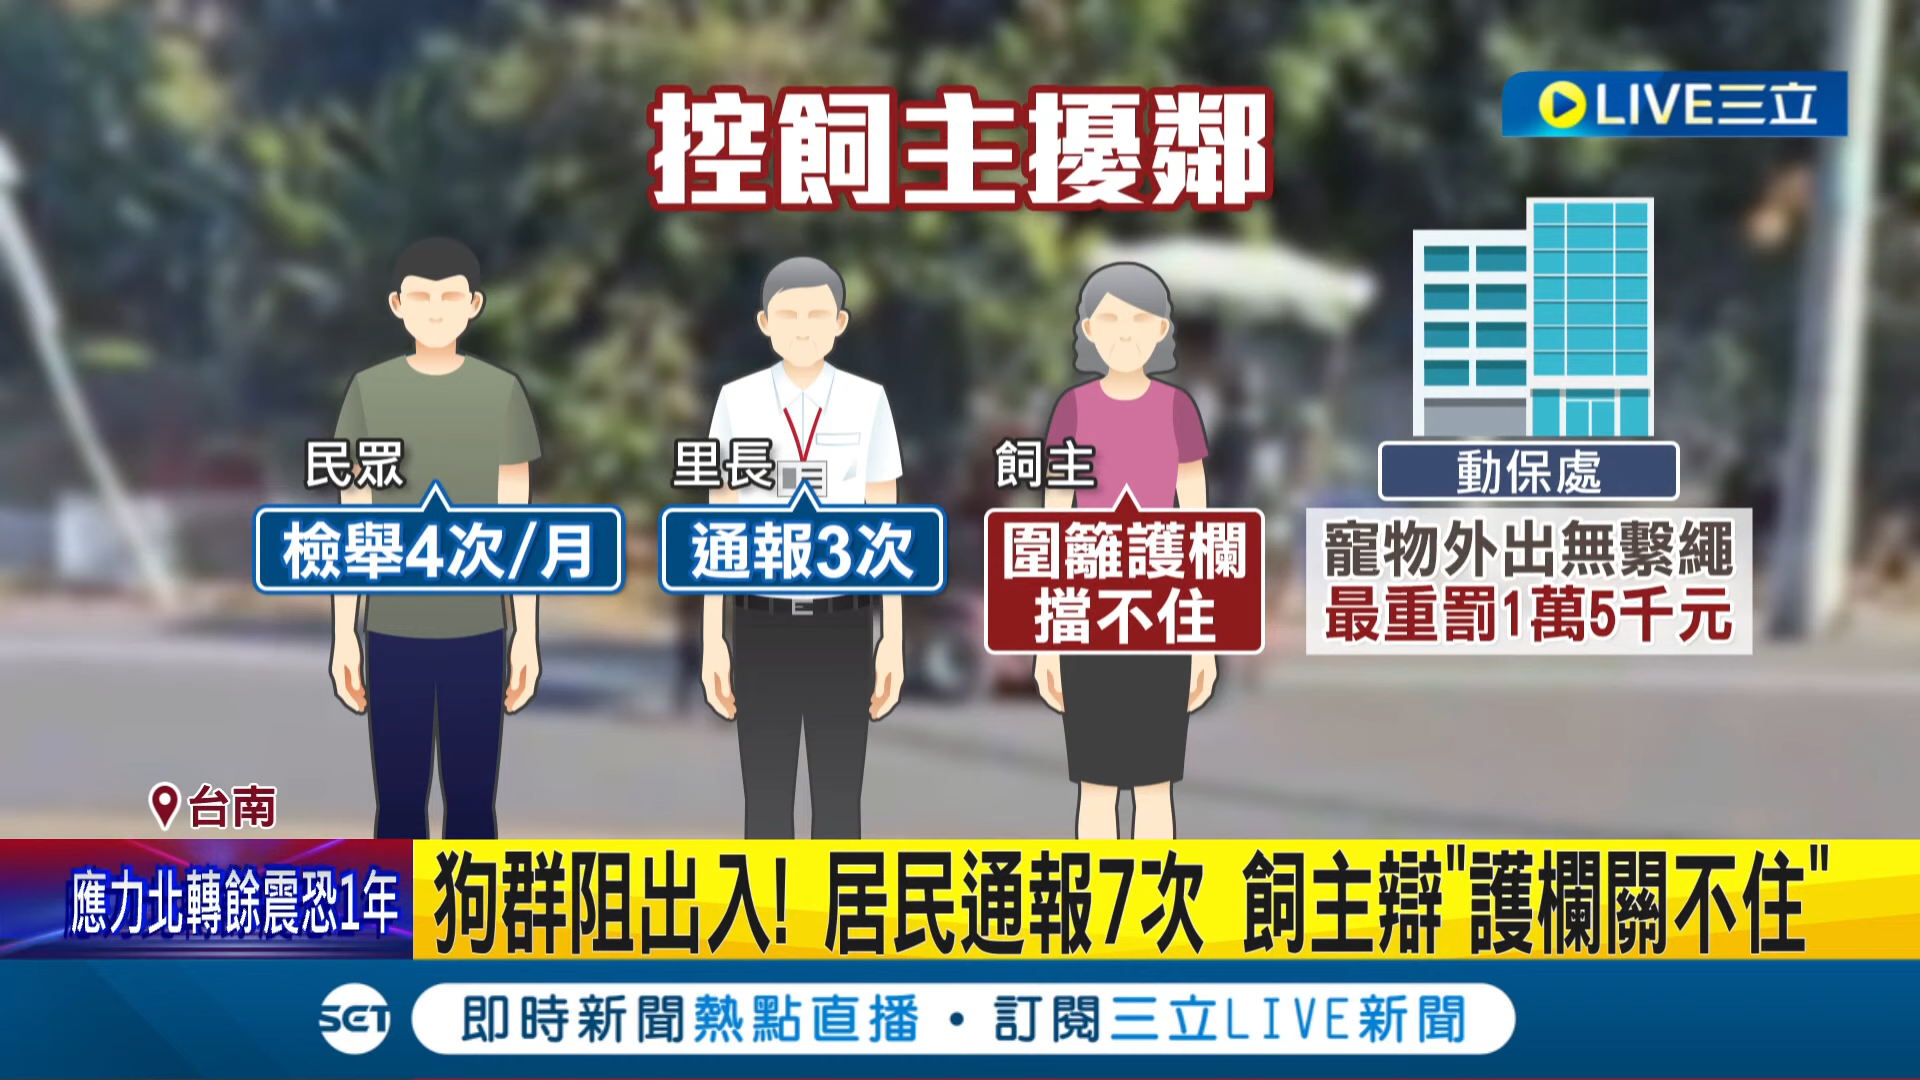 控飼主擾鄰
LIVE三立
民眾
檢舉4次/月
里長
通報3次
飼主
圍籬護欄
擋不住
動保處
寵物外出無繫繩
最重罰1萬5千元
台南
應力北轉餘震恐1年
狗群阻出入! 居民通報7次 飼主辯"護欄關不住"
SET
即時新聞熱點直播・訂閱三立LIVE新聞